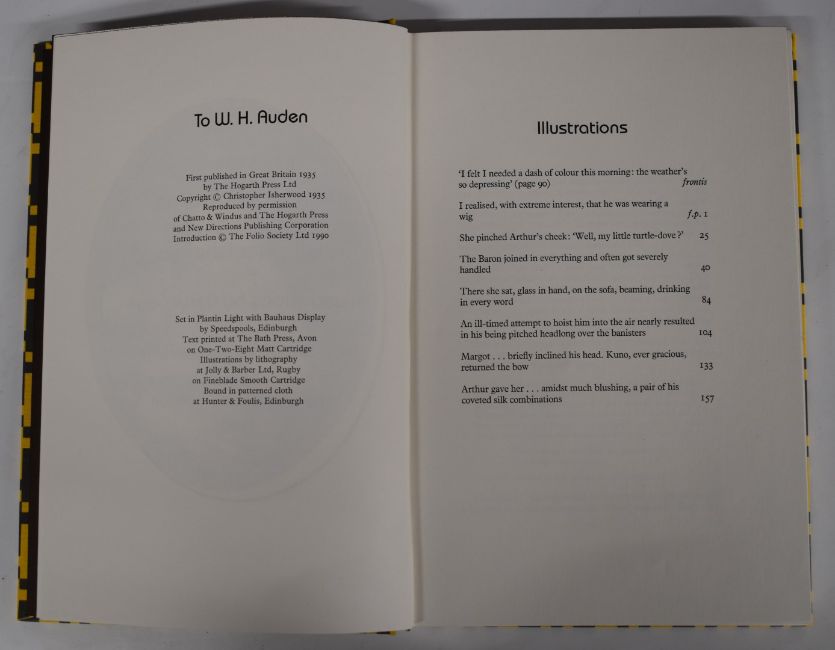 To W. H. Auden
First published in Great Britain 1935
by The Hogarth Press Ltd
Copyright © Christopher Isherwood 1935
Reproduced by permission
of Chatto & Windus and The Hogarth Press
and New Directions Publishing Corporation
Introduction © The Folio Society Ltd 1990
Set in Plantin Light with Bauhaus Display
by Speedspools, Edinburgh
Text printed at The Bath Press, Avon
on One-Two-Eight Matt Cartridge
Illustrations by lithography
at Jolly & Barber Ltd, Rugby
on Fineblade Smooth Cartridge
Bound in patterned cloth
at Hunter & Foulis, Edinburgh
Illustrations
‘I felt I needed a dash of colour this morning: the weather’s
so depressing’ (page 90) frontis
I realised, with extreme interest, that he was wearing a
wig f.p. 1
She pinched Arthur’s cheek: ‘Well, my little turtle-dove?’ 25
The Baron joined in everything and often got severely
handled 40
There she sat, glass in hand, on the sofa, beaming, drinking
in every word 84
An ill-timed attempt to hoist him into the air nearly resulted
in his being pitched headlong over the banisters 104
Margot . . . briefly inclined his head. Kuno, ever gracious,
returned the bow 133
Arthur gave her . . . amidst much blushing, a pair of his
coveted silk combinations 157